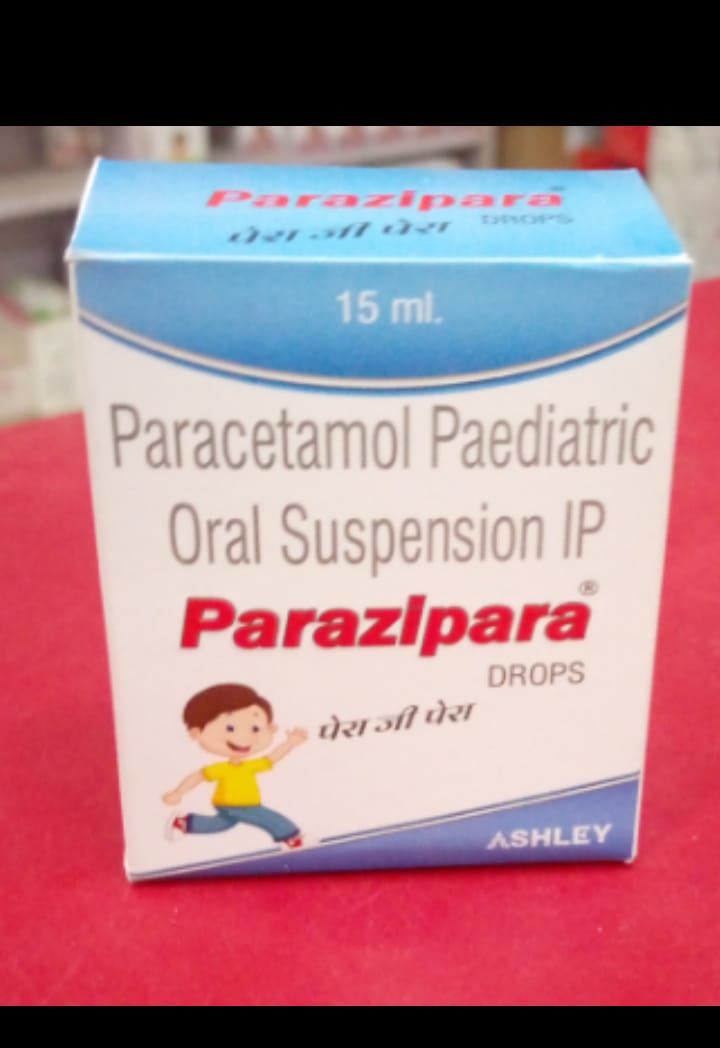 Parazipara®
DROPS
पेरा जी पेरा
15 ml.
Paracetamol Paediatric
Oral Suspension IP
Parazipara®
DROPS
पेरा जी पेरा
ASHLEY